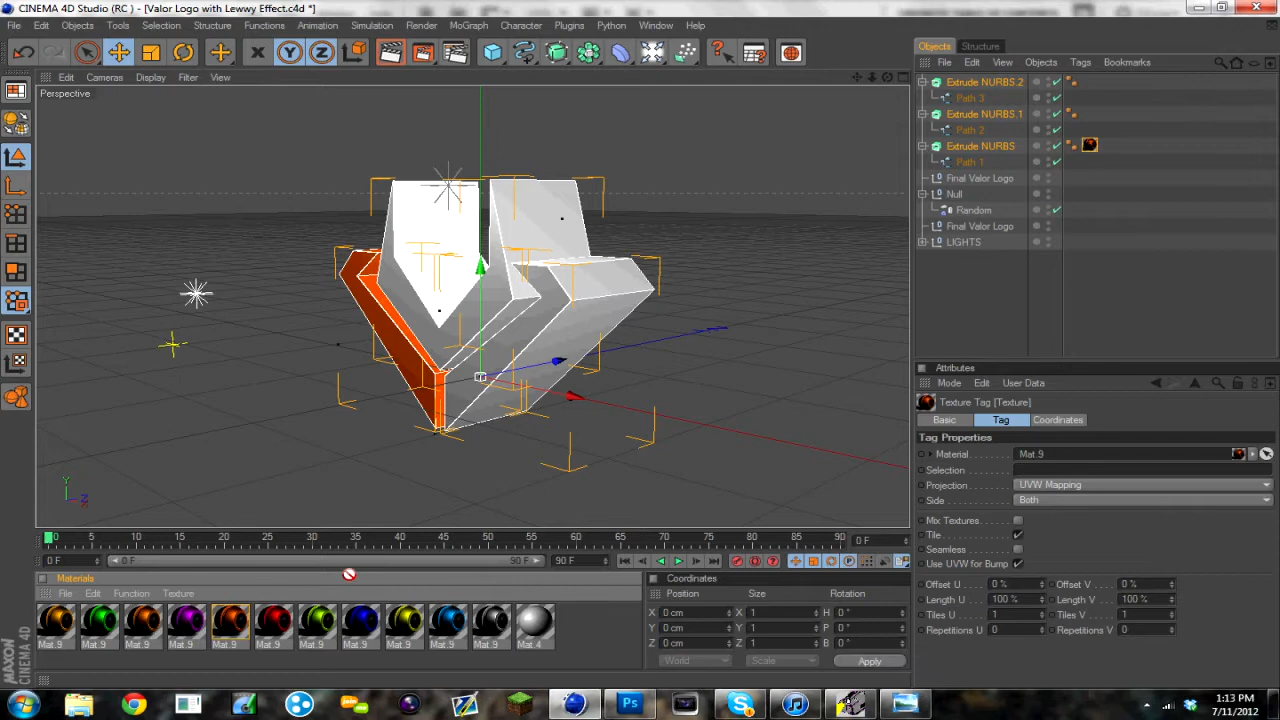 CINEMA 4D Studio (RC) - [Valor Logo with Lewwy Effect.c4d *]
File Edit Objects Tools Selection Structure Functions Animation Simulation Render MoGraph Character Plugins Python Window Help
Objects Structure
File Edit View Objects Tags Bookmarks
Edit Cameras Display Filter View
Perspective
Extrude NURBS.2
Path 3
Extrude NURBS.1
Path 2
Extrude NURBS
Path 1
Final Valor Logo
Null
Random
Final Valor Logo
LIGHTS
Y
Z
Attributes
Mode Edit User Data
Texture Tag [Texture]
Basic Tag Coordinates
Tag Properties
Material Mat.9
Selection
Projection UVW Mapping
Side Both
Mix Textures
Tile
Seamless
Use UVW for Bump
Offset U 0 % Offset V 0 %
Length U 100 % Length V 100 %
Tiles U 1 Tiles V 1
Repetitions U 0 Repetitions V 0
0 5 10 15 20 25 30 35 40 45 50 55 60 65 70 75 80 85 90 0 F
0 F 0 F 90 F 90 F
Materials
File Edit Function Texture
Mat.9 Mat.9 Mat.9 Mat.9 Mat.9 Mat.9 Mat.9 Mat.9 Mat.9 Mat.9 Mat.9 Mat.4
Coordinates
Position Size Rotation
X 0 cm X 1 H 0 °
Y 0 cm Y 1 P 0 °
Z 0 cm Z 1 B 0 °
World Scale Apply
MAXON CINEMA 4D
1:13 PM
7/11/2012